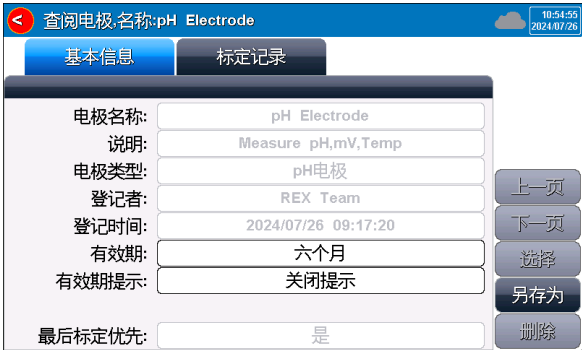 < 查阅电极,名称:pH Electrode
10:54:55
2024/07/26
基本信息 标定记录
电极名称: pH Electrode
说明: Measure pH,mV,Temp
电极类型: pH电极
登记者: REX Team
登记时间: 2024/07/26 09:17:20
有效期: 六个月
有效期提示: 关闭提示
最后标定优先: 是
上一页
下一页
选择
另存为
删除